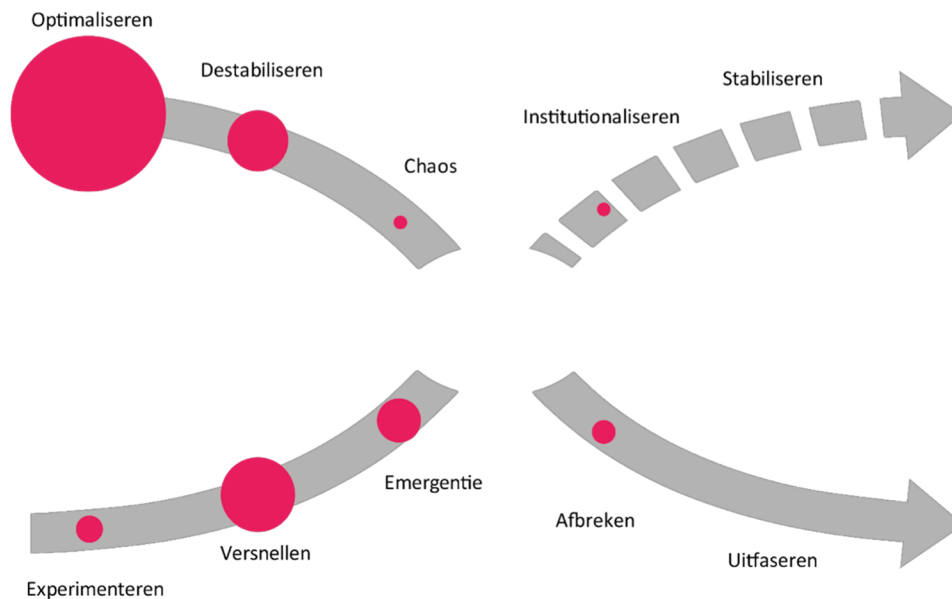 Optimaliseren
Destabiliseren
Chaos
Institutionaliseren
Stabiliseren
Experimenteren
Versnellen
Emergentie
Afbreken
Uitfaseren